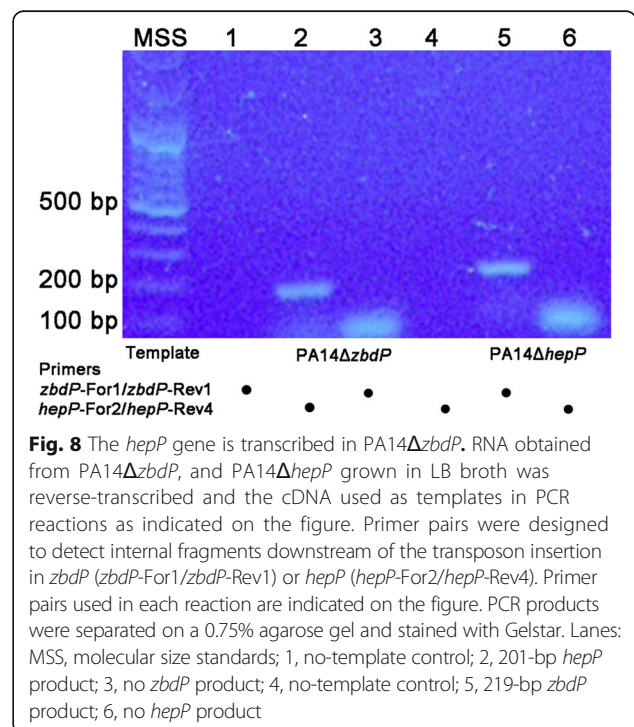 MSS 1 2 3 4 5 6
500 bp
200 bp
100 bp
Template PA14ΔzbdP PA14ΔhepP
Primers
zbdP-For1/zbdP-Rev1 ● ● ●
hepP-For2/hepP-Rev4 ● ● ●
Fig. 8 The hepP gene is transcribed in PA14ΔzbdP. RNA obtained
from PA14ΔzbdP, and PA14ΔhepP grown in LB broth was
reverse-transcribed and the cDNA used as templates in PCR
reactions as indicated on the figure. Primer pairs were designed
to detect internal fragments downstream of the transposon insertion
in zbdP (zbdP-For1/zbdP-Rev1) or hepP (hepP-For2/hepP-Rev4). Primer
pairs used in each reaction are indicated on the figure. PCR products
were separated on a 0.75% agarose gel and stained with Gelstar. Lanes:
MSS, molecular size standards; 1, no-template control; 2, 201-bp hepP
product; 3, no zbdP product; 4, no-template control; 5, 219-bp zbdP
product; 6, no hepP product